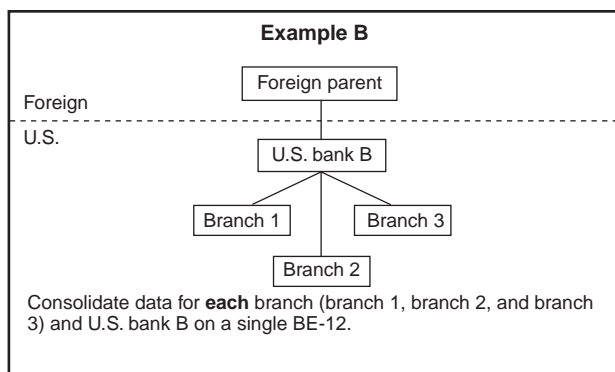 Example B
Foreign parent
Foreign
U.S.
U.S. bank B
Branch 1
Branch 3
Branch 2
Consolidate data for each branch (branch 1, branch 2, and branch
3) and U.S. bank B on a single BE-12.